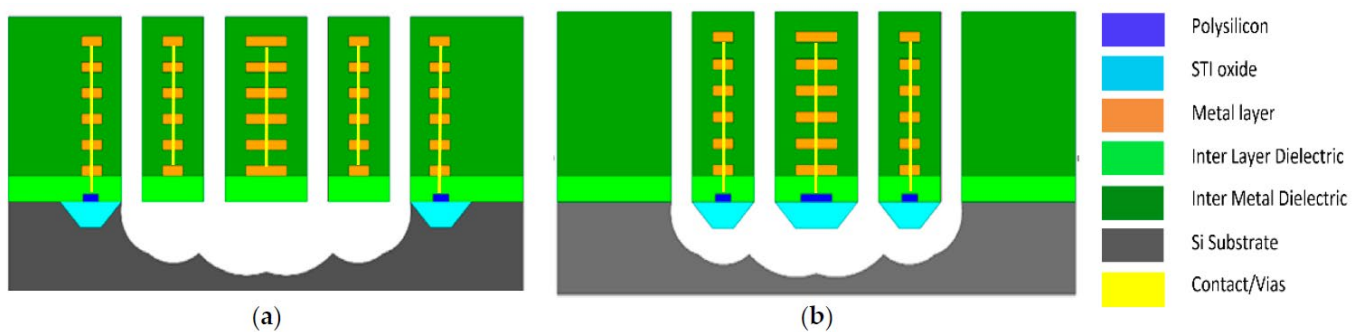 Polysilicon
STI oxide
Metal layer
Inter Layer Dielectric
Inter Metal Dielectric
Si Substrate
Contact/Vias
(a)
(b)